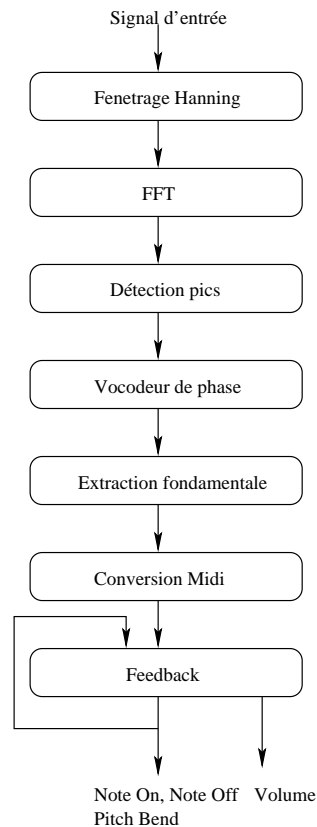 Signal d'entrée
Fenetrage Hanning
FFT
Détection pics
Vocodeur de phase
Extraction fondamentale
Conversion Midi
Feedback
Note On, Note Off Volume
Pitch Bend